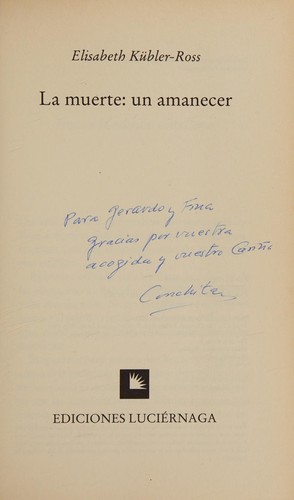 Elisabeth Kübler-Ross
La muerte: un amanecer
Para Gerardo y Fina
gracias por vuestra
acogida y vuestro Cariño
Conchita
EDICIONES LUCIÉRNAGA